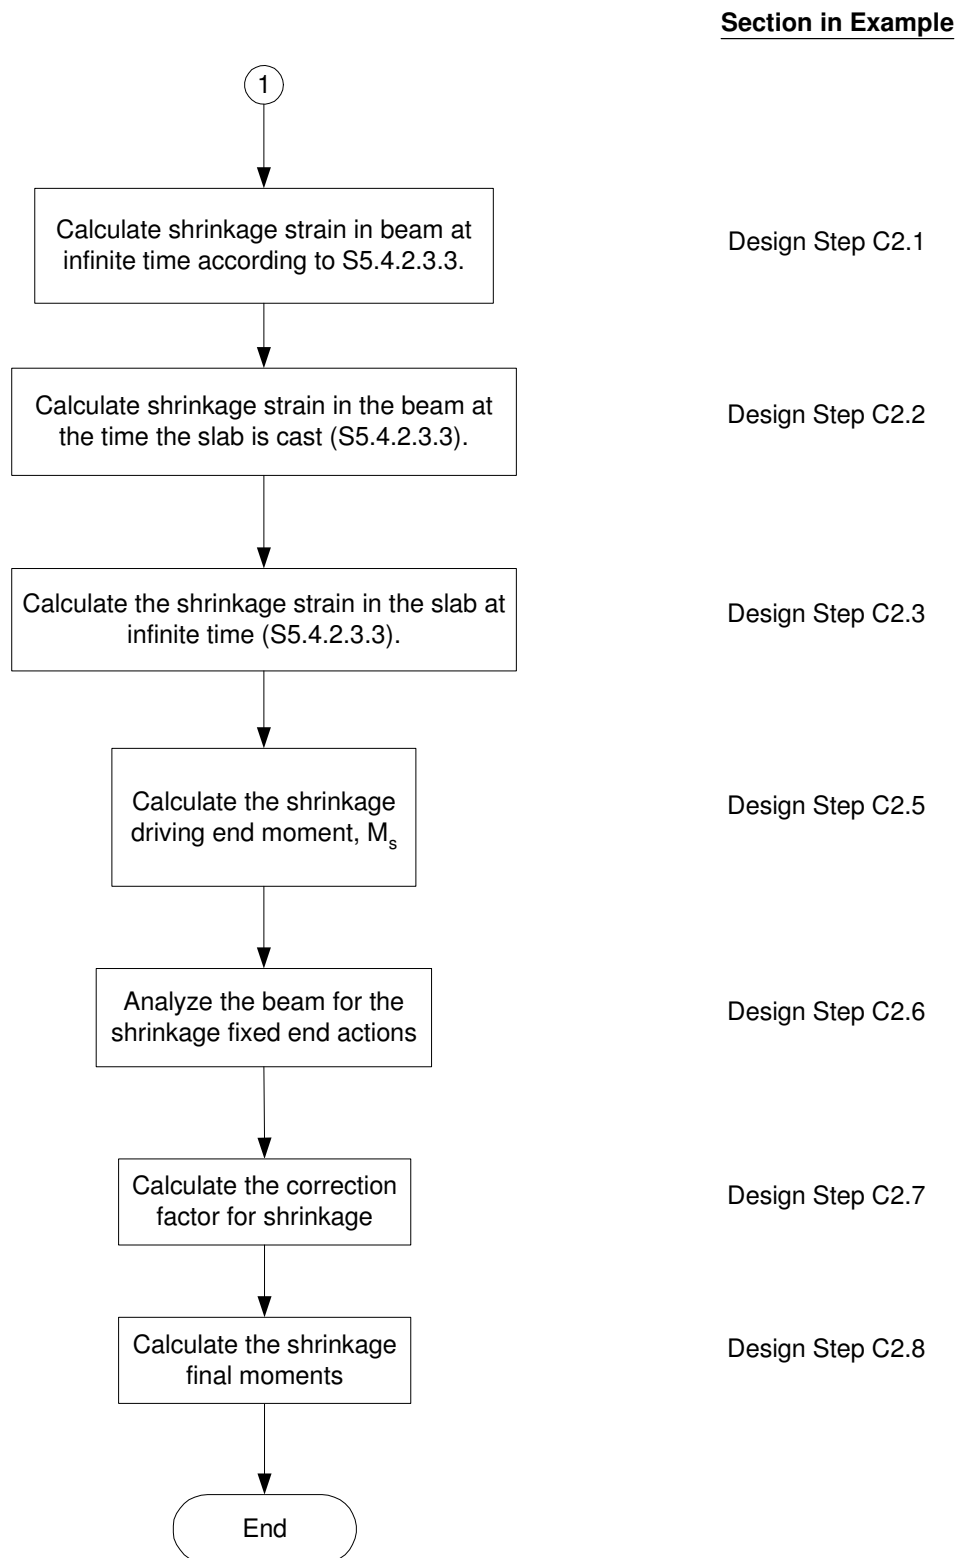 Section in Example
1
Calculate shrinkage strain in beam at
infinite time according to S5.4.2.3.3.
Design Step C2.1
Calculate shrinkage strain in the beam at
the time the slab is cast (S5.4.2.3.3).
Design Step C2.2
Calculate the shrinkage strain in the slab at
infinite time (S5.4.2.3.3).
Design Step C2.3
Calculate the shrinkage
driving end moment, Ms
Design Step C2.5
Analyze the beam for the
shrinkage fixed end actions
Design Step C2.6
Calculate the correction
factor for shrinkage
Design Step C2.7
Calculate the shrinkage
final moments
Design Step C2.8
End